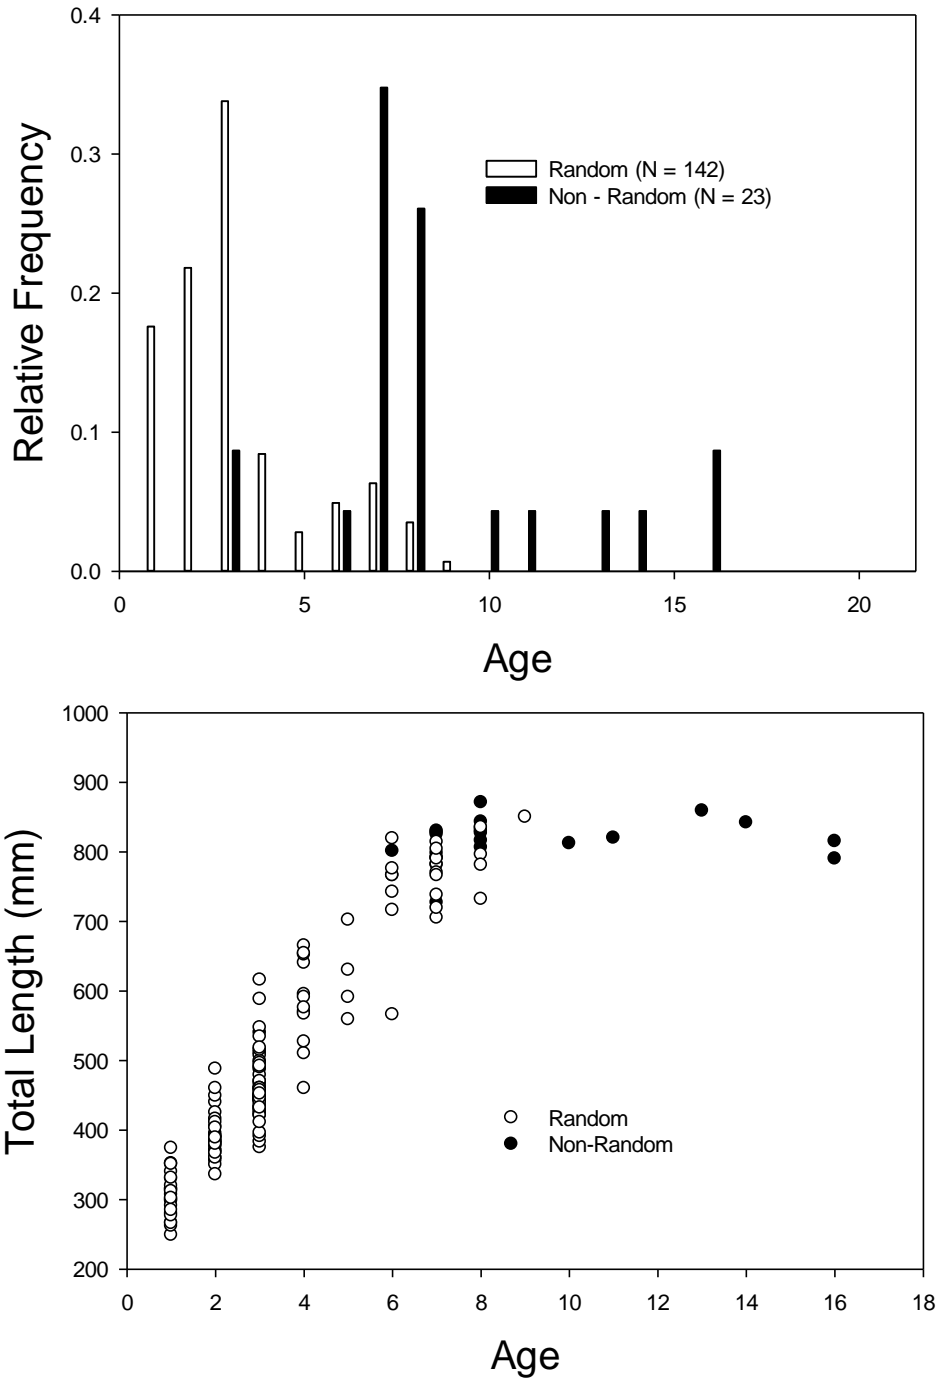 0.4
0.3
0.2
0.1
0.0
Relative Frequency
Random (N = 142)
Non - Random (N = 23)
0 5 10 15 20
Age
1000
900
800
700
600
500
400
300
200
Total Length (mm)
Random
Non-Random
0 2 4 6 8 10 12 14 16 18
Age